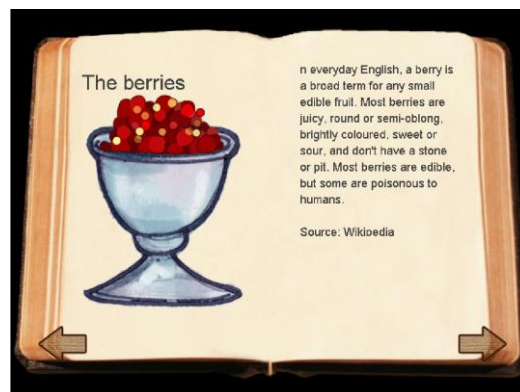 The berries
n everyday English, a berry is
a broad term for any small
edible fruit. Most berries are
juicy, round or semi-oblong,
brightly coloured, sweet or
sour, and don't have a stone
or pit. Most berries are edible,
but some are poisonous to
humans.
Source: Wikipedia